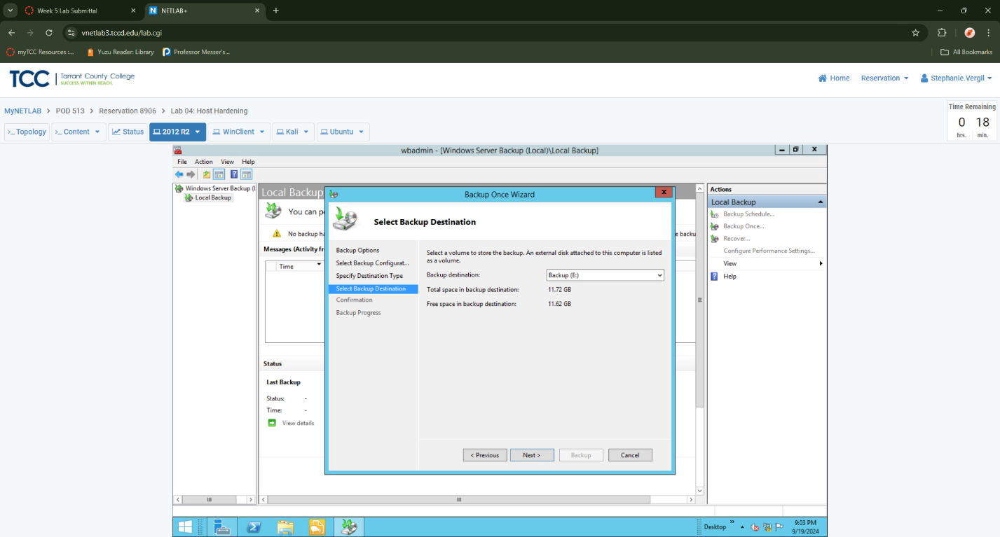 Week 5 Lab Submittal
NETLAB+
vnetlab3.tccd.edu/lab.cgi
myTCC Resources :...
Yuzu Reader: Library
Professor Messer's...
All Bookmarks
TCC
Tarrant County College
SUCCESS WITHIN REACH.
Home
Reservation
Stephanie.Vergil
MyNETLAB > POD 513 > Reservation 8906 > Lab 04: Host Hardening
Time Remaining
0 18
hrs. min.
>_ Topology
>_ Content
Status
2012 R2
WinClient
Kali
Ubuntu
wbadmin - [Windows Server Backup (Local)\Local Backup]
File Action View Help
Windows Server Backup (L
Local Backup
Local Backup
You can p
No backup ha
e backu
Messages (Activity fr
Time
Status
Last Backup
Status: -
Time: -
View details
Backup Once Wizard
Select Backup Destination
Backup Options
Select Backup Configurat...
Specify Destination Type
Select Backup Destination
Confirmation
Backup Progress
Select a volume to store the backup. An external disk attached to this computer is listed
as a volume.
Backup destination: Backup (E:)
Total space in backup destination: 11.72 GB
Free space in backup destination: 11.62 GB
< Previous
Next >
Backup
Cancel
Actions
Local Backup
Backup Schedule...
Backup Once...
Recover...
Configure Performance Settings...
View
Help
Desktop
9:03 PM
9/19/2024